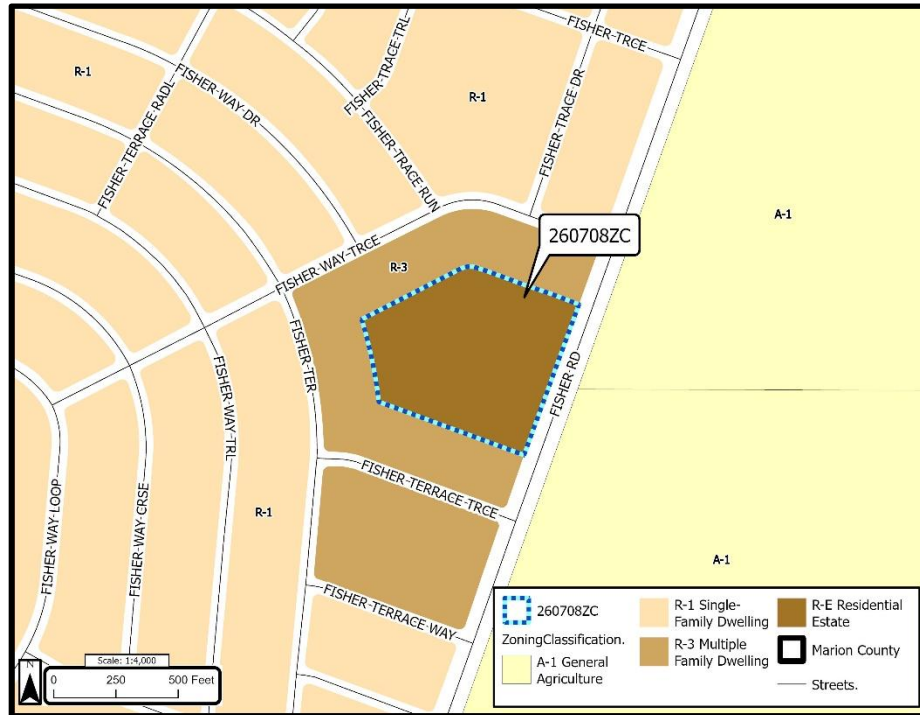 FISHER-TRCE
FISHER-TRACE-TRL
R-1
FISHER-WAY-DR
R-1
FISHER-TERRACE-RADL
FISHER-TRACE-RUN
FISHER-TRACE-DR
A-1
260708ZC
FISHER-WAY-TRCE
R-3
FISHER-TER
FISHER-RD
FISHER-WAY-TRL
FISHER-WAY-CRSE
FISHER-WAY-LOOP
FISHER-TERRACE-TRCE
R-1
A-1
FISHER-TERRACE-WAY
N
Scale: 1:4,000
0 250 500 Feet
260708ZC
ZoningClassification.
A-1 General
Agriculture
R-1 Single-
Family Dwelling
R-3 Multiple
Family Dwelling
R-E Residential
Estate
Marion County
Streets.